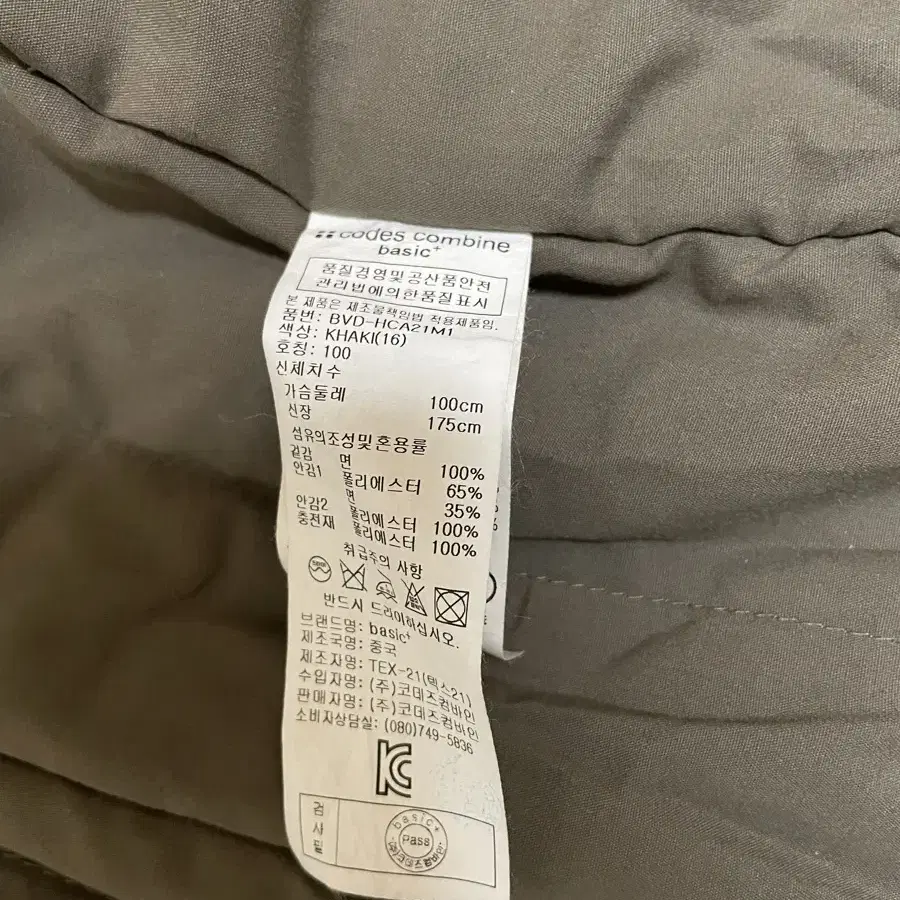 codes combine
basic+
품질경영및공산품안전
관리법에의한품질표시
본 제품은 제조물책임법 적용제품임.
품번: BVD-HCA21M1
색상: KHAKI(16)
호칭: 100
신체치수
가슴둘레 100cm
신장 175cm
섬유의조성및혼용률
겉감 면 100%
안감1 폴리에스터 65%
면 35%
안감2 폴리에스터 100%
충전재 폴리에스터 100%
취급주의 사항
반드시 드라이하십시오.
브랜드명: basic+
제조국명: 중국
제조자명: TEX-21(텍스21)
수입자명: (주)코데즈컴바인
판매자명: (주)코데즈컴바인
소비자상담실: (080)749-5836
KC
검사필
basic+
pass
(주)코데즈컴바인